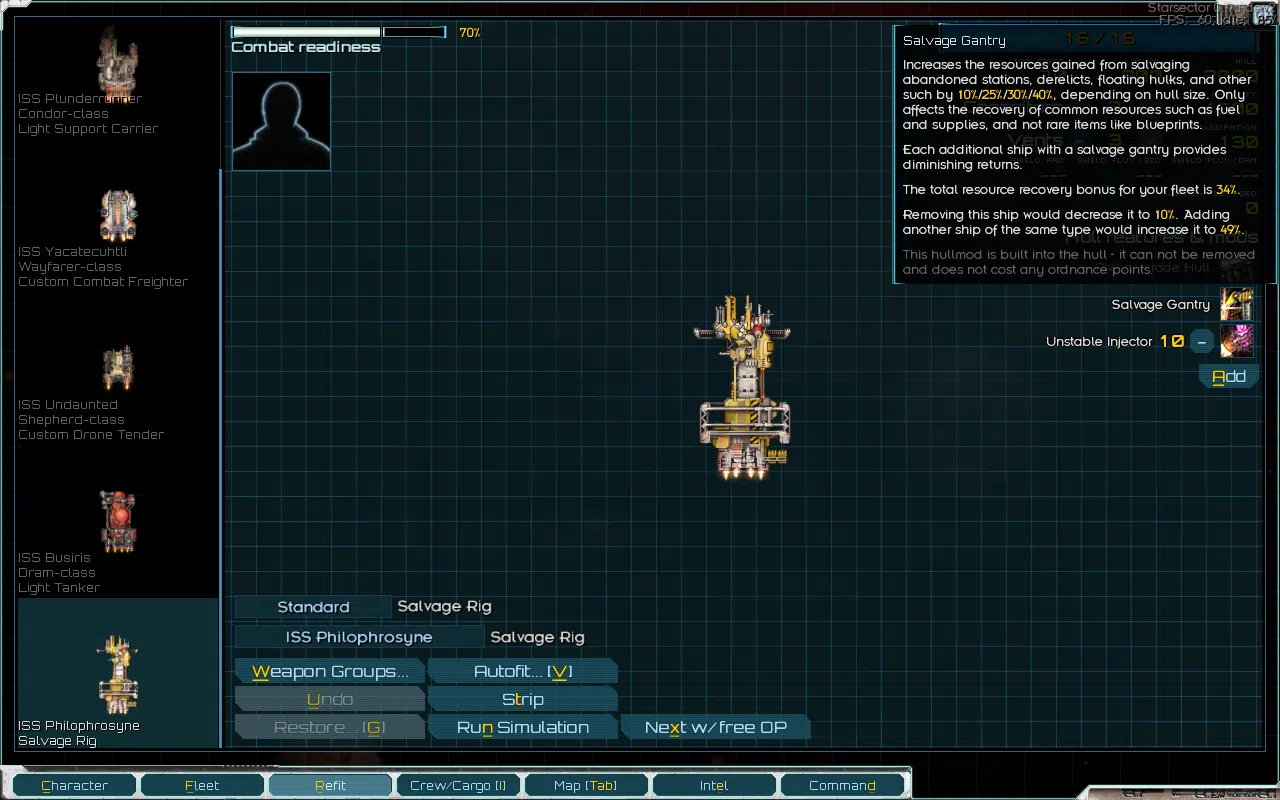 Starsector
FPS: 60
ISS Plunderrunner
Condor-class
Light Support Carrier
ISS Yacatecuhtli
Wayfarer-class
Custom Combat Freighter
ISS Undaunted
Shepherd-class
Custom Drone Tender
ISS Busiris
Dram-class
Light Tanker
ISS Philophrosyne
Salvage Rig
70%
Combat readiness
Salvage Gantry
Increases the resources gained from salvaging
abandoned stations, derelicts, floating hulks, and other
such by 10%/25%/30%/40%, depending on hull size. Only
affects the recovery of common resources such as fuel
and supplies, and not rare items like blueprints.
Each additional ship with a salvage gantry provides
diminishing returns.
The total resource recovery bonus for your fleet is 34%.
Removing this ship would decrease it to 10%. Adding
another ship of the same type would increase it to 49%.
This hullmod is built into the hull - it can not be removed
and does not cost any ordnance points.
Salvage Gantry
Unstable Injector 10 -
Add
Standard Salvage Rig
ISS Philophrosyne Salvage Rig
Weapon Groups... Autofit... [V]
Undo Strip
Restore... [G] Run Simulation Next w/free OP
Character Fleet Refit Crew/Cargo [I] Map [Tab] Intel Command